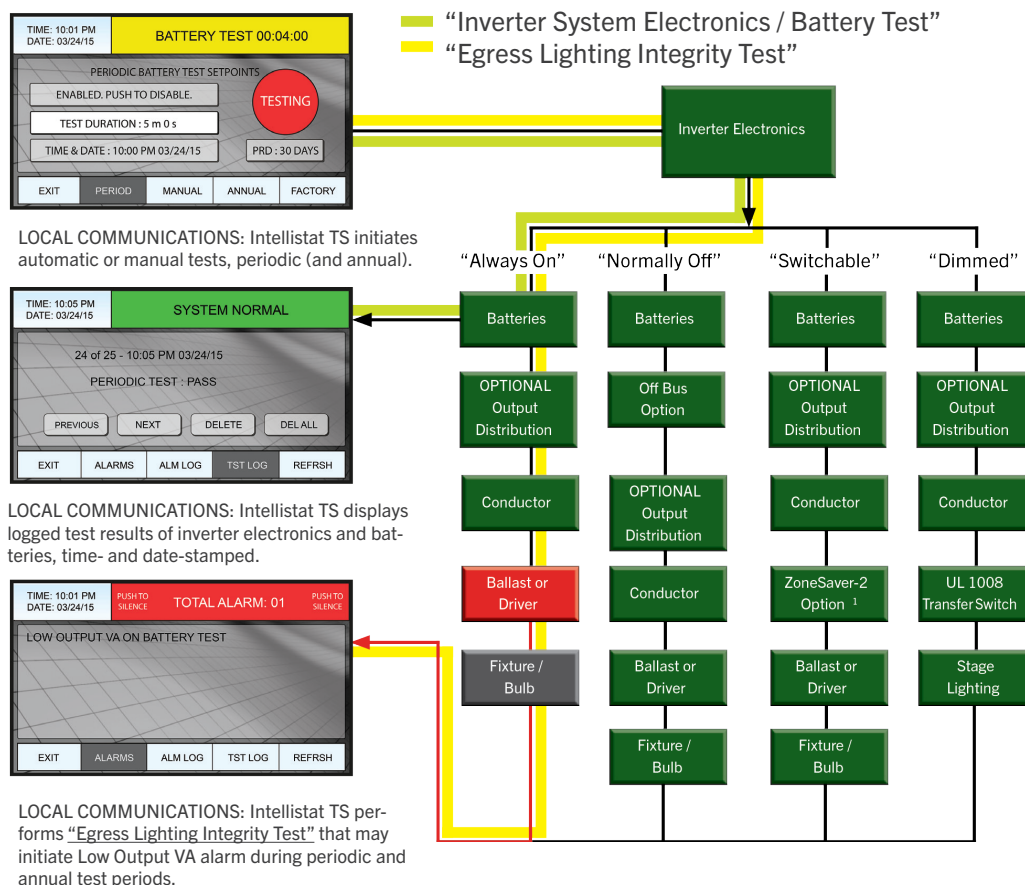 “Inverter System Electronics / Battery Test”
“Egress Lighting Integrity Test”
TIME: 10:01 PM
DATE: 03/24/15
BATTERY TEST 00:04:00
PERIODIC BATTERY TEST SETPOINTS
ENABLED. PUSH TO DISABLE.
TESTING
TEST DURATION : 5 m 0 s
TIME & DATE : 10:00 PM 03/24/15
PRD : 30 DAYS
EXIT
PERIOD
MANUAL
ANNUAL
FACTORY
LOCAL COMMUNICATIONS: Intellistat TS initiates
automatic or manual tests, periodic (and annual).
TIME: 10:05 PM
DATE: 03/24/15
SYSTEM NORMAL
24 of 25 - 10:05 PM 03/24/15
PERIODIC TEST : PASS
PREVIOUS
NEXT
DELETE
DEL ALL
EXIT
ALARMS
ALM LOG
TST LOG
REFRSH
LOCAL COMMUNICATIONS: Intellistat TS displays
logged test results of inverter electronics and bat-
teries, time- and date-stamped.
TIME: 10:01 PM
DATE: 03/24/15
PUSH TO
SILENCE
TOTAL ALARM: 01
PUSH TO
SILENCE
LOW OUTPUT VA ON BATTERY TEST
EXIT
ALARMS
ALM LOG
TST LOG
REFRSH
LOCAL COMMUNICATIONS: Intellistat TS per-
forms “Egress Lighting Integrity Test” that may
initiate Low Output VA alarm during periodic and
annual test periods.
Inverter Electronics
“Always On”
Batteries
OPTIONAL
Output
Distribution
Conductor
Ballast or
Driver
Fixture /
Bulb
“Normally Off”
Batteries
Off Bus
Option
OPTIONAL
Output
Distribution
Conductor
Ballast or
Driver
Fixture /
Bulb
“Switchable”
Batteries
OPTIONAL
Output
Distribution
Conductor
ZoneSaver-2
Option 1
Ballast or
Driver
Fixture /
Bulb
“Dimmed”
Batteries
OPTIONAL
Output
Distribution
Conductor
UL 1008
Transfer Switch
Stage
Lighting